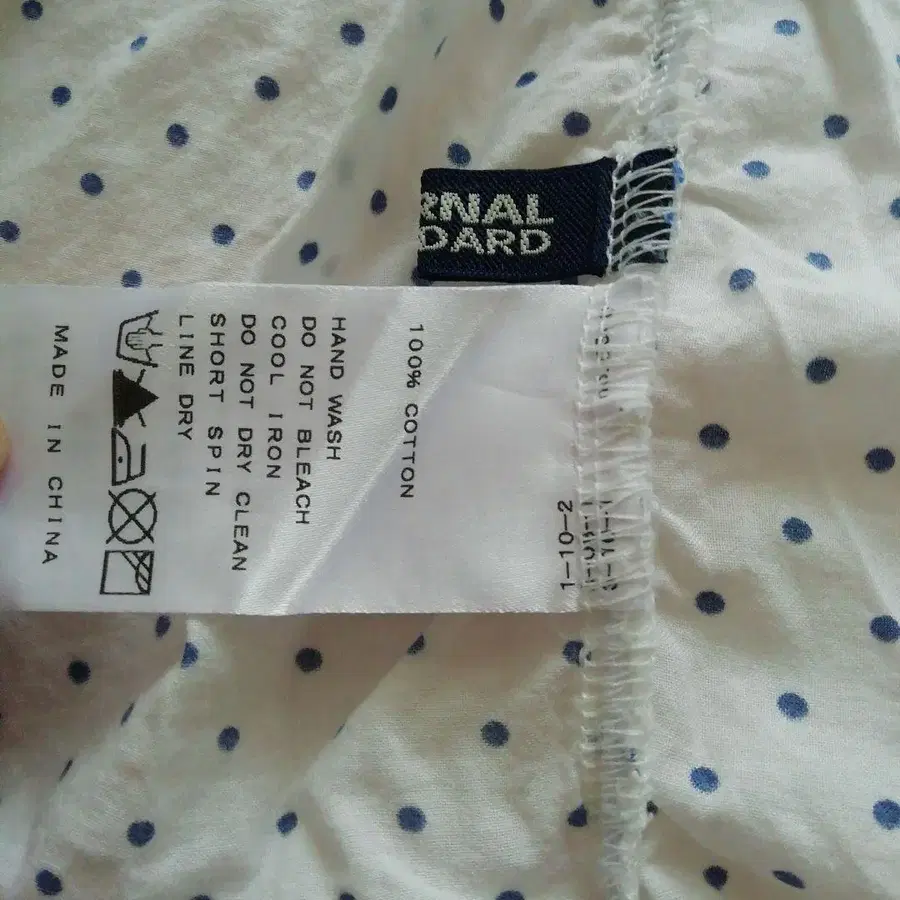 RNAL
DARD
100% COTTON
HAND WASH
DO NOT BLEACH
COOL IRON
DO NOT DRY CLEAN
SHORT SPIN
LINE DRY
MADE IN CHINA
1-101-2